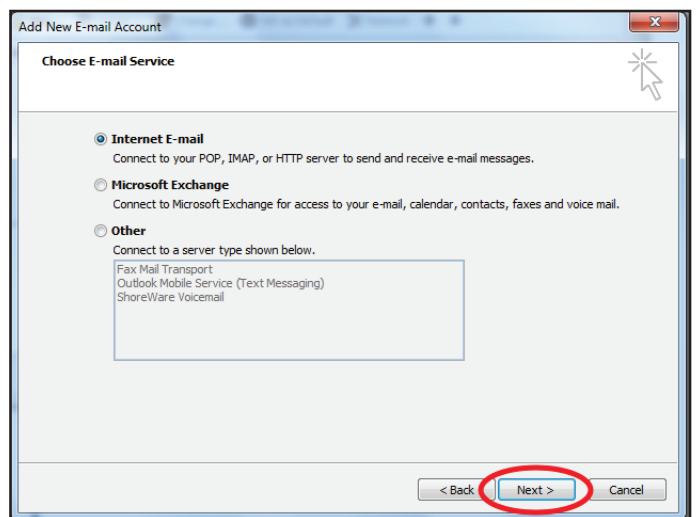 Add New E-mail Account
Choose E-mail Service
Internet E-mail
Connect to your POP, IMAP, or HTTP server to send and receive e-mail messages.
Microsoft Exchange
Connect to Microsoft Exchange for access to your e-mail, calendar, contacts, faxes and voice mail.
Other
Connect to a server type shown below.
Fax Mail Transport
Outlook Mobile Service (Text Messaging)
ShoreWare Voicemail
< Back Next > Cancel